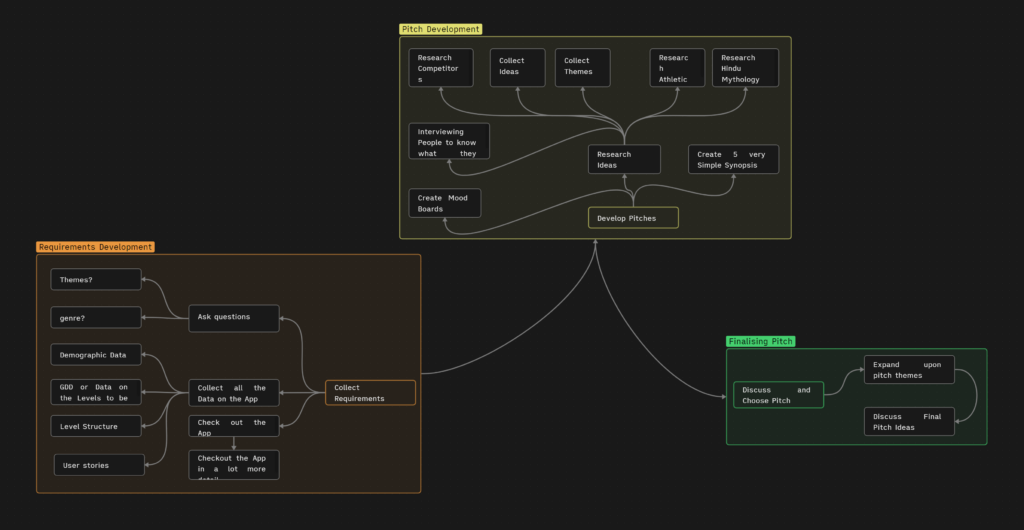 Pitch Development
Research
Competitor
s
Collect
Ideas
Collect
Themes
Researc
h
Athletic
Research
Hindu
Mythology
Interviewing
People to know
what they
Research
Ideas
Create 5 very
Simple Synopsis
Create Mood
Boards
Develop Pitches
Requirements Development
Themes?
genre?
Ask questions
Demographic Data
GDD or Data on
the Levels to be
Level Structure
User stories
Collect all the
Data on the App
Check out the
App
Checkout the App
in a lot more
Collect
Requirements
Finalising Pitch
Discuss and
Choose Pitch
Expand upon
pitch themes
Discuss Final
Pitch Ideas